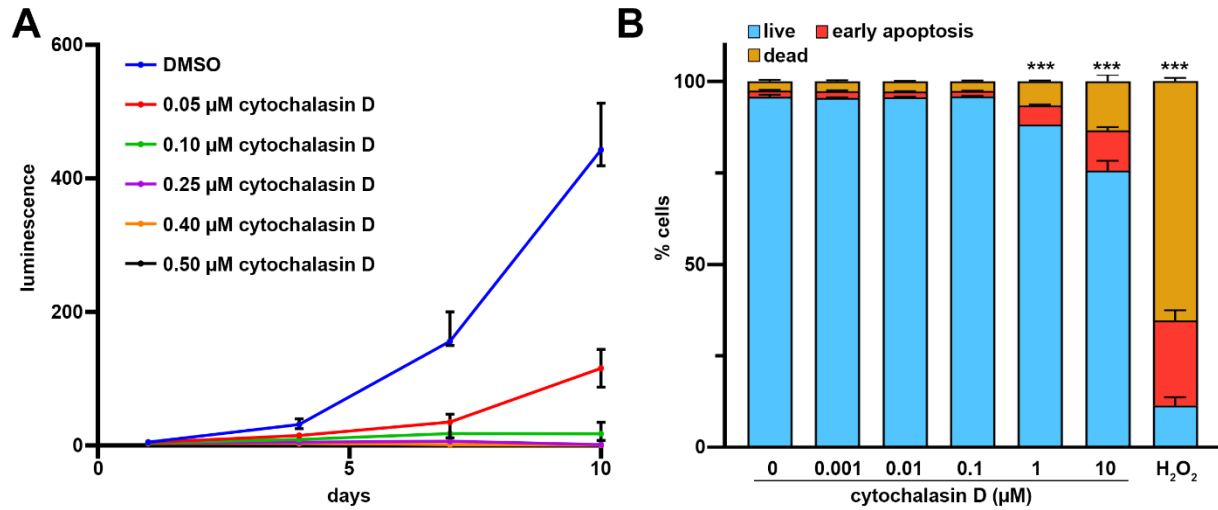 A
600
400
200
0
luminescence
DMSO
0.05 µM cytochalasin D
0.10 µM cytochalasin D
0.25 µM cytochalasin D
0.40 µM cytochalasin D
0.50 µM cytochalasin D
0 5 10
days
B
live early apoptosis
dead
*** *** ***
100
50
0
% cells
0 0.001 0.01 0.1 1 10 H₂O₂
cytochalasin D (µM)